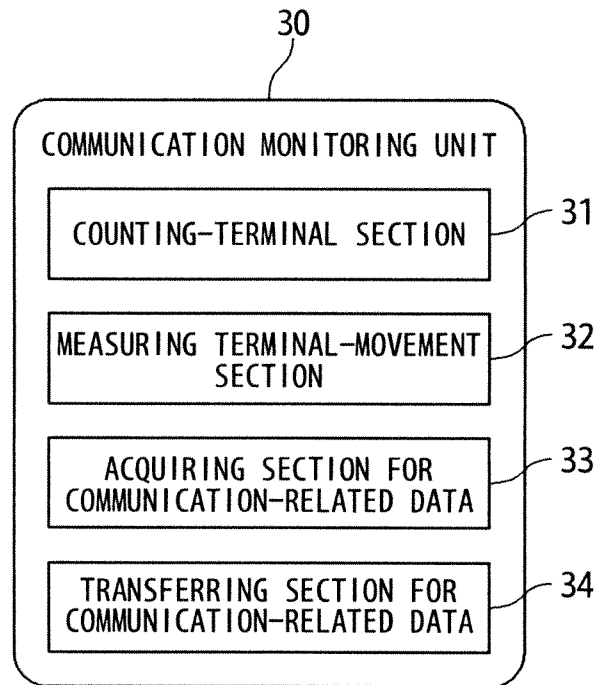 30
COMMUNICATION MONITORING UNIT
COUNTING-TERMINAL SECTION
31
MEASURING TERMINAL-MOVEMENT
SECTION
32
ACQUIRING SECTION FOR
COMMUNICATION-RELATED DATA
33
TRANSFERRING SECTION FOR
COMMUNICATION-RELATED DATA
34